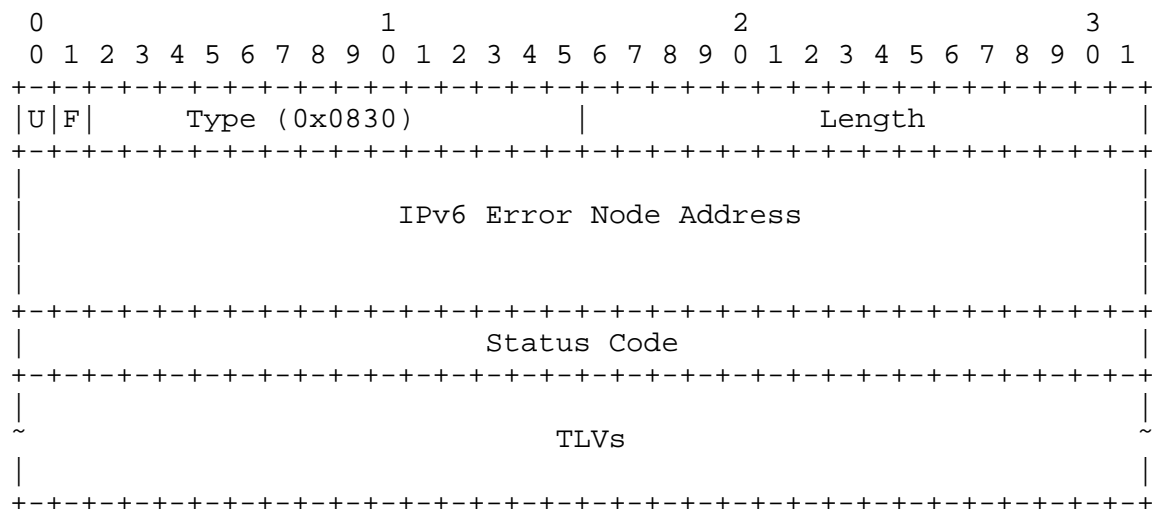 0                   1                   2                   3
 0 1 2 3 4 5 6 7 8 9 0 1 2 3 4 5 6 7 8 9 0 1 2 3 4 5 6 7 8 9 0 1
+-+-+-+-+-+-+-+-+-+-+-+-+-+-+-+-+-+-+-+-+-+-+-+-+-+-+-+-+-+-+-+-+
|U|F|     Type (0x0830)         |             Length            |
+-+-+-+-+-+-+-+-+-+-+-+-+-+-+-+-+-+-+-+-+-+-+-+-+-+-+-+-+-+-+-+-+
|                                                               |
|                     IPv6 Error Node Address                   |
|                                                               |
|                                                               |
+-+-+-+-+-+-+-+-+-+-+-+-+-+-+-+-+-+-+-+-+-+-+-+-+-+-+-+-+-+-+-+-+
|                          Status Code                          |
+-+-+-+-+-+-+-+-+-+-+-+-+-+-+-+-+-+-+-+-+-+-+-+-+-+-+-+-+-+-+-+-+
|                                                               |
~                              TLVs                             ~
|                                                               |
+-+-+-+-+-+-+-+-+-+-+-+-+-+-+-+-+-+-+-+-+-+-+-+-+-+-+-+-+-+-+-+-+